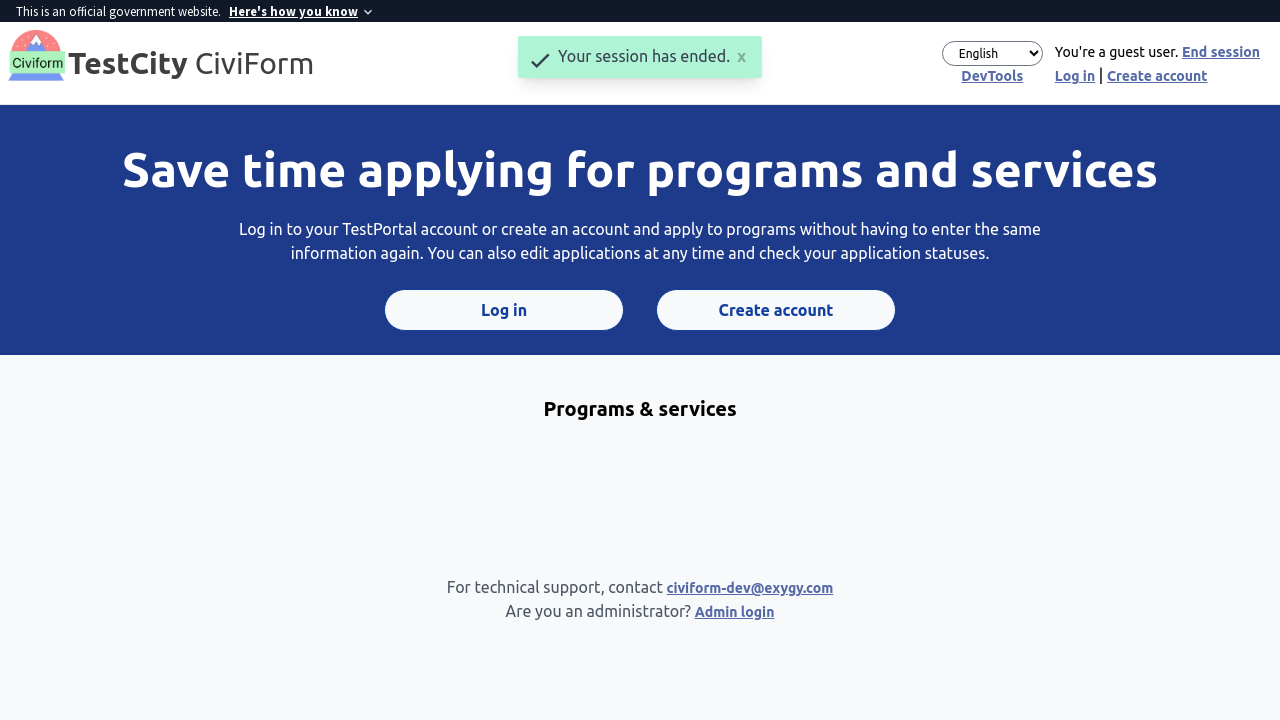 This is an official government website. Here's how you know
Civiform
TestCity CiviForm
Your session has ended. x
English
DevTools
You're a guest user. End session
Log in | Create account
Save time applying for programs and services
Log in to your TestPortal account or create an account and apply to programs without having to enter the same
information again. You can also edit applications at any time and check your application statuses.
Log in
Create account
Programs & services
For technical support, contact civiform-dev@exygy.com
Are you an administrator? Admin login